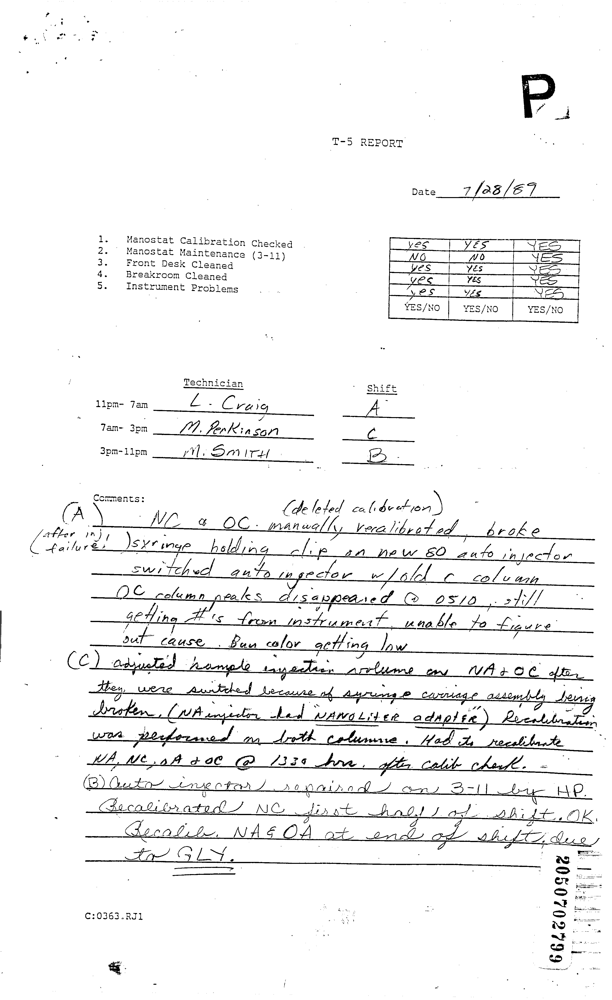 P
T-5 REPORT
Date 7/28/89
1. Manostat Calibration Checked yes YES YES
2. Manostat Maintenance (3-11) NO NO YES
3. Front Desk Cleaned yes YES YES
4. Breakroom Cleaned yes YES YES
5. Instrument Problems yes YES YES
YES/NO YES/NO YES/NO
Technician Shift
11pm- 7am L. Craig A
7am- 3pm M. Perkinson C
3pm-11pm M. SMITH B
Comments:
(deleted calibration)
(A) NC & OC manually recalibrated, broke
(after inj failure!) syringe holding clip on new 80 auto injector
switched auto injector w/old c column
OC column peaks disappeared @ 0510, still
getting #'s from instrument, unable to figure
out cause. color getting low
(C) adjusted sample injection volume on NA & OC after
they were switched because of syringe carriage assembly being
broken. (NA injector had "NANOLITER ADAPTER") Recalibration
was performed on both columns. Had to recalibrate
NA, NC, OA & OC @ 1330 hrs. after calib check.
(B) Auto injector repaired on 3-11 by HP.
Recalibrated NC first half of shift, OK.
Recalib. NA & OA at end of shift, due
to GLY.
C:0363.RJ1
2050702799